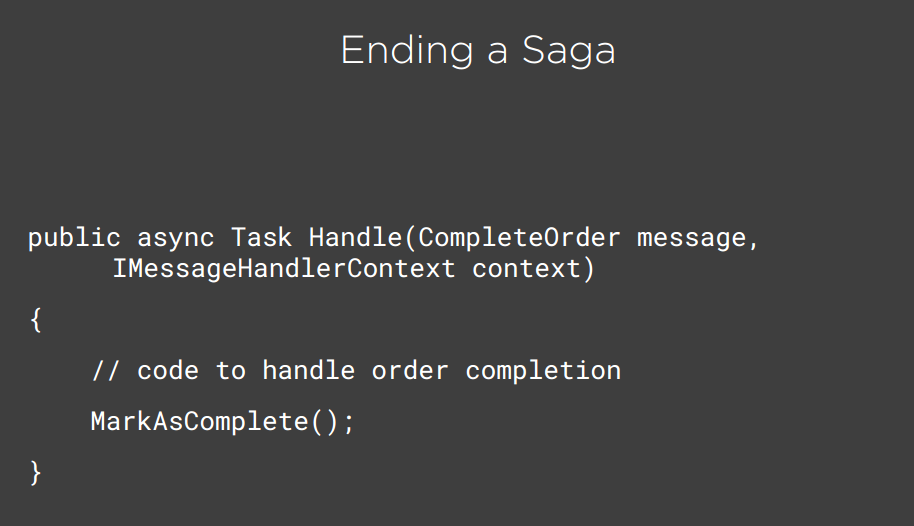 Ending a Saga
public async Task Handle(CompleteOrder message,
IMessageHandlerContext context)
{
// code to handle order completion
MarkAsComplete();
}